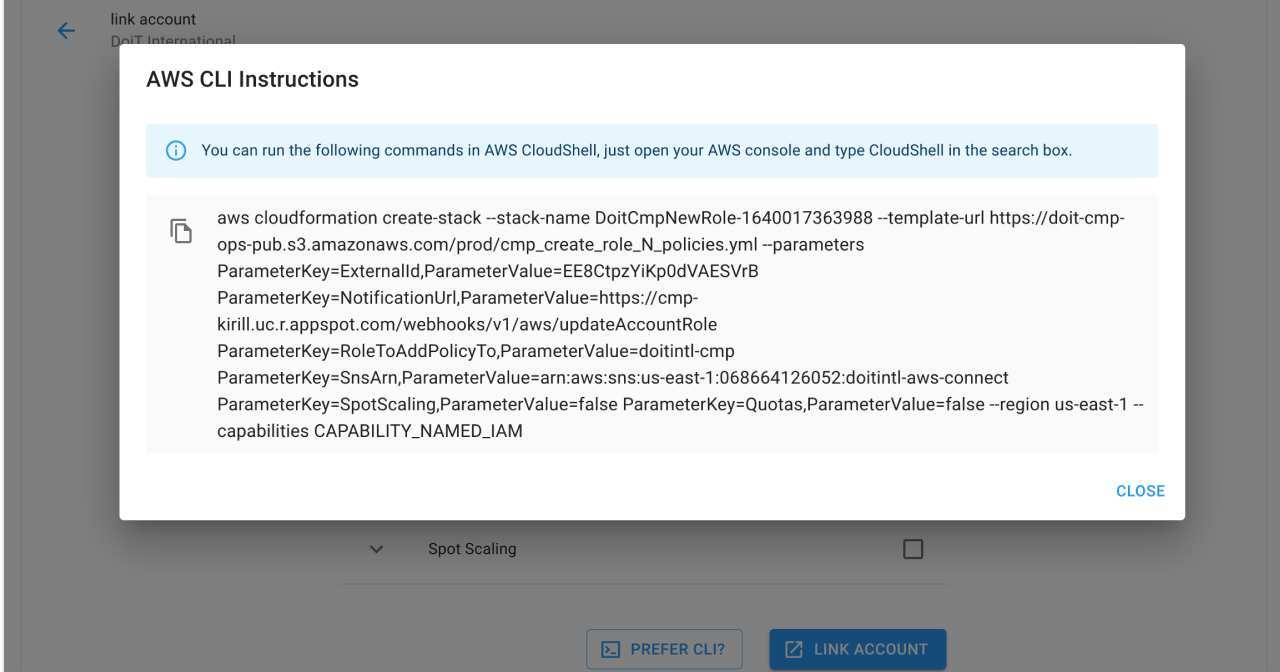 link account
DoiT International
AWS CLI Instructions
You can run the following commands in AWS CloudShell, just open your AWS console and type CloudShell in the search box.
aws cloudformation create-stack --stack-name DoitCmpNewRole-1640017363988 --template-url https://doit-cmp-
ops-pub.s3.amazonaws.com/prod/cmp_create_role_N_policies.yml --parameters
ParameterKey=ExternalId,ParameterValue=EE8CtpzYiKp0dVAESVrB
ParameterKey=NotificationUrl,ParameterValue=https://cmp-
kirill.uc.r.appspot.com/webhooks/v1/aws/updateAccountRole
ParameterKey=RoleToAddPolicyTo,ParameterValue=doitintl-cmp
ParameterKey=SnsArn,ParameterValue=arn:aws:sns:us-east-1:068664126052:doitintl-aws-connect
ParameterKey=SpotScaling,ParameterValue=false ParameterKey=Quotas,ParameterValue=false --region us-east-1 --
capabilities CAPABILITY_NAMED_IAM
CLOSE
Spot Scaling
PREFER CLI?
LINK ACCOUNT